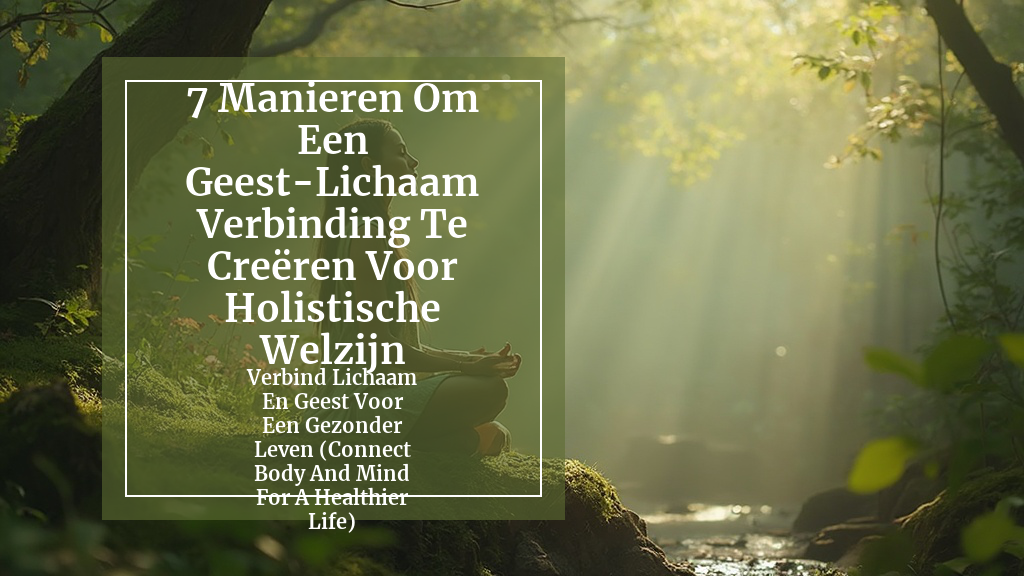 7 Manieren Om
Een
Geest-Lichaam
Verbinding Te
Creëren Voor
Holistische
Welzijn
Verbind Lichaam
En Geest Voor
Een Gezonder
Leven (Connect
Body And Mind
For A Healthier
Life)